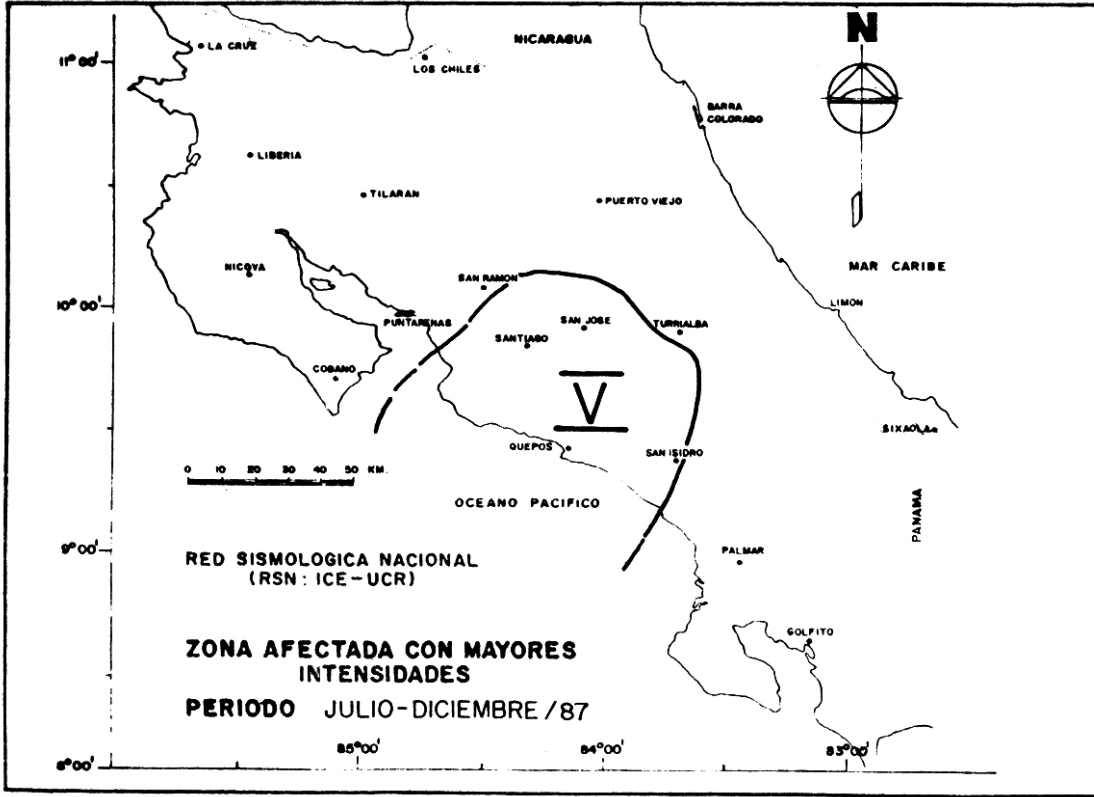 N
11°00'
LA CRUZ
NICARAGUA
LOS CHILES
BARRA
COLORADO
LIBERIA
TILARAN
PUERTO VIEJO
NICOYA
MAR CARIBE
SAN RAMON
10°00'
LIMON
PUNTARENAS
SAN JOSE
TURRIALBA
SANTIAGO
COBANO
V
SIXAOLA
QUEPOS
SAN ISIDRO
0 10 20 30 40 50 KM.
OCEANO PACIFICO
PANAMA
9°00'
PALMAR
RED SISMOLOGICA NACIONAL
(RSN: ICE-UCR)
GOLFITO
ZONA AFECTADA CON MAYORES
INTENSIDADES
PERIODO JULIO-DICIEMBRE/87
85°00' 84°00' 83°00'
8°00'